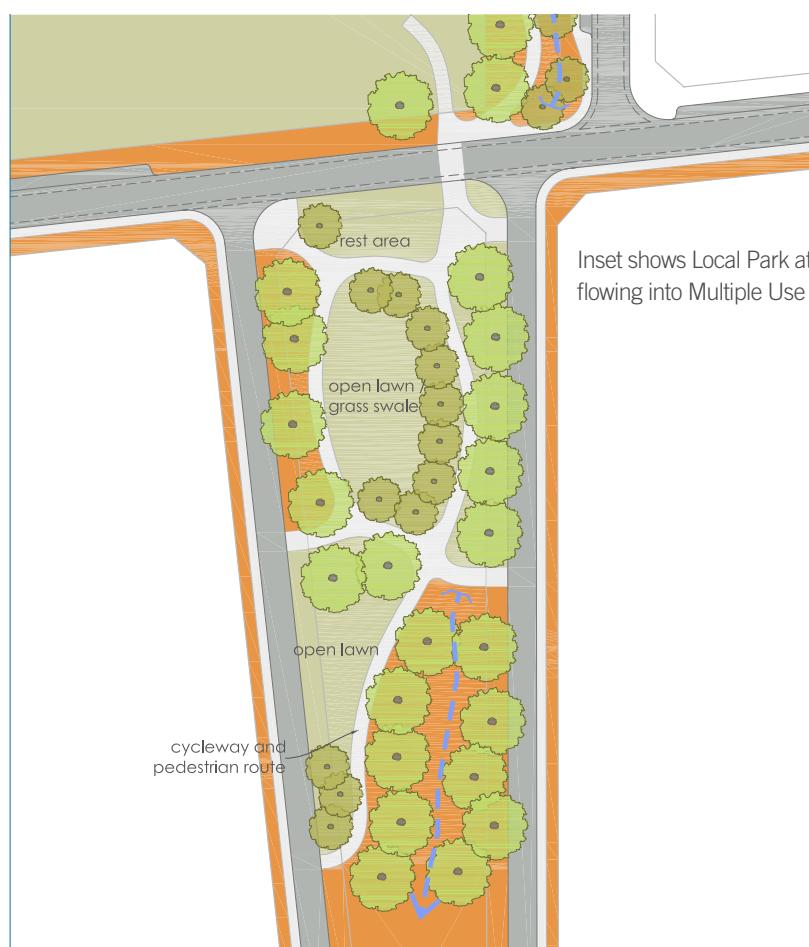 rest area
Inset shows Local Park at
flowing into Multiple Use
open lawn /
grass swale
open lawn
cycleway and
pedestrian route